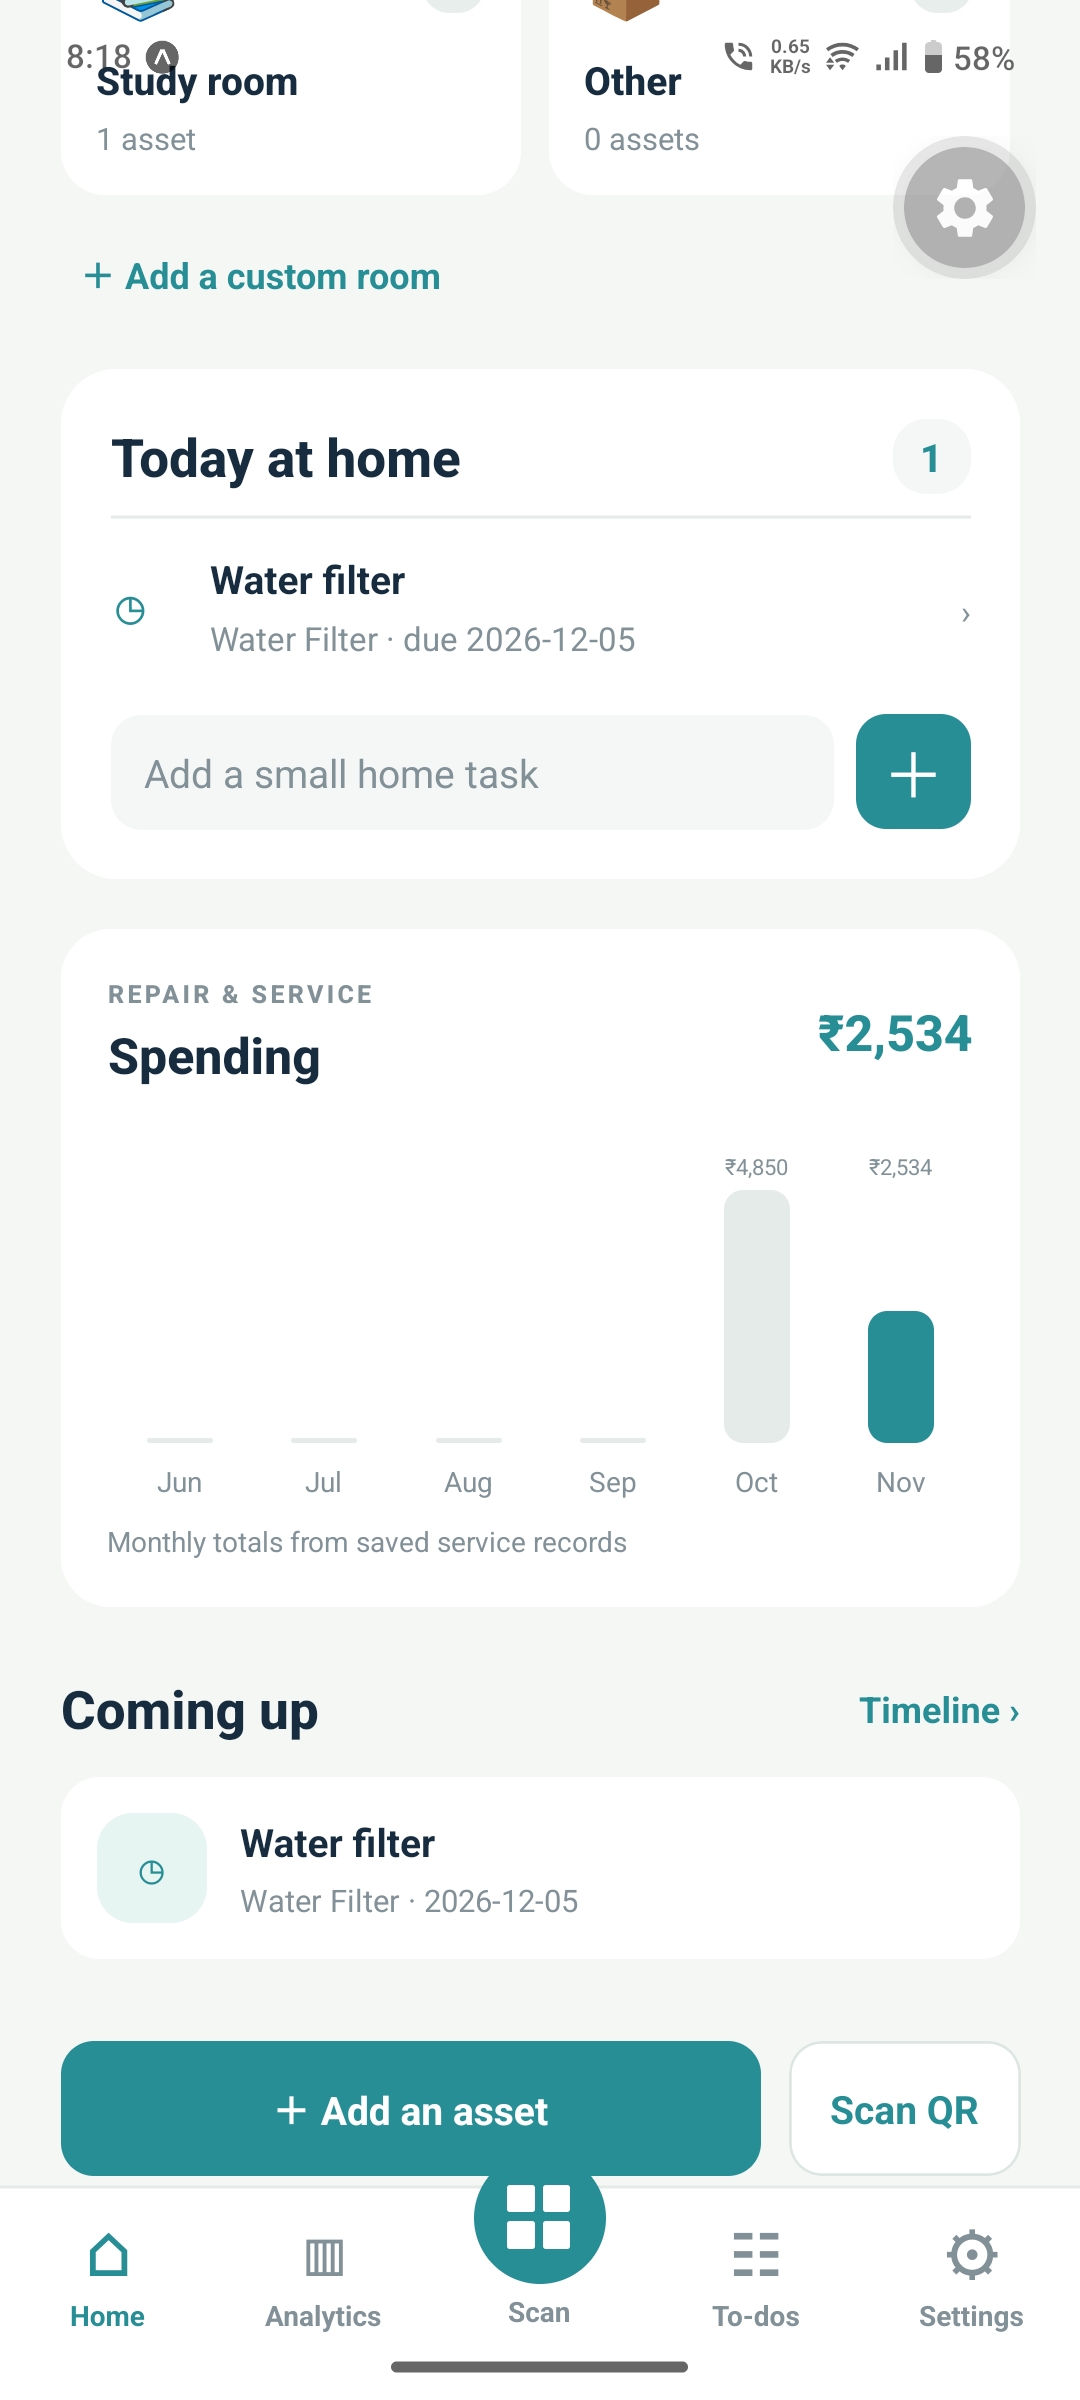 8:18
0.65 KB/s
58%
Study room
Other
1 asset
0 assets
+ Add a custom room
Today at home
1
Water filter
Water Filter · due 2026-12-05
›
Add a small home task
+
REPAIR & SERVICE
Spending
₹2,534
₹4,850
₹2,534
Jun Jul Aug Sep Oct Nov
Monthly totals from saved service records
Coming up
Timeline ›
Water filter
Water Filter · 2026-12-05
+ Add an asset
Scan QR
Home
Analytics
Scan
To-dos
Settings